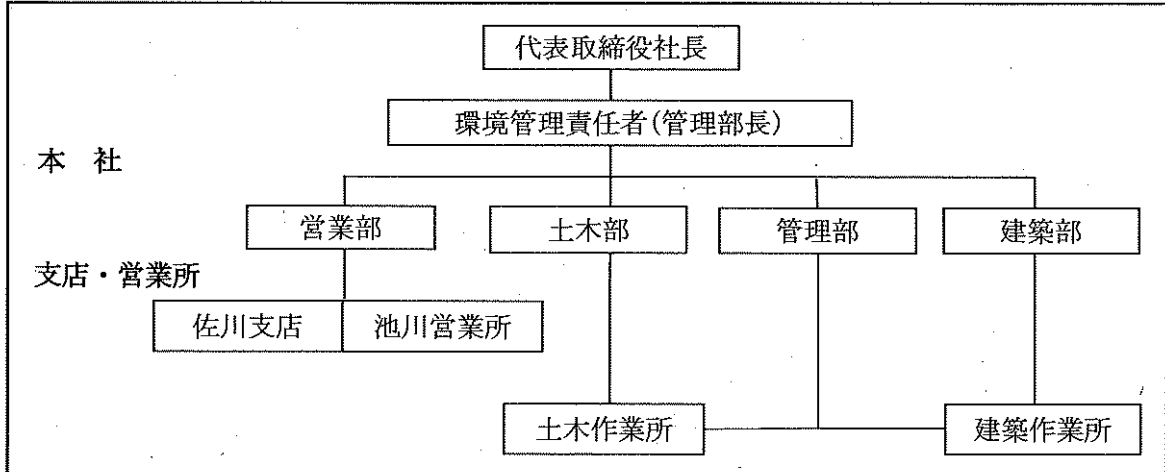 代表取締役社長
環境管理責任者(管理部長)
本 社
営業部 土木部 管理部 建築部
支店・営業所
佐川支店 池川営業所
土木作業所 建築作業所